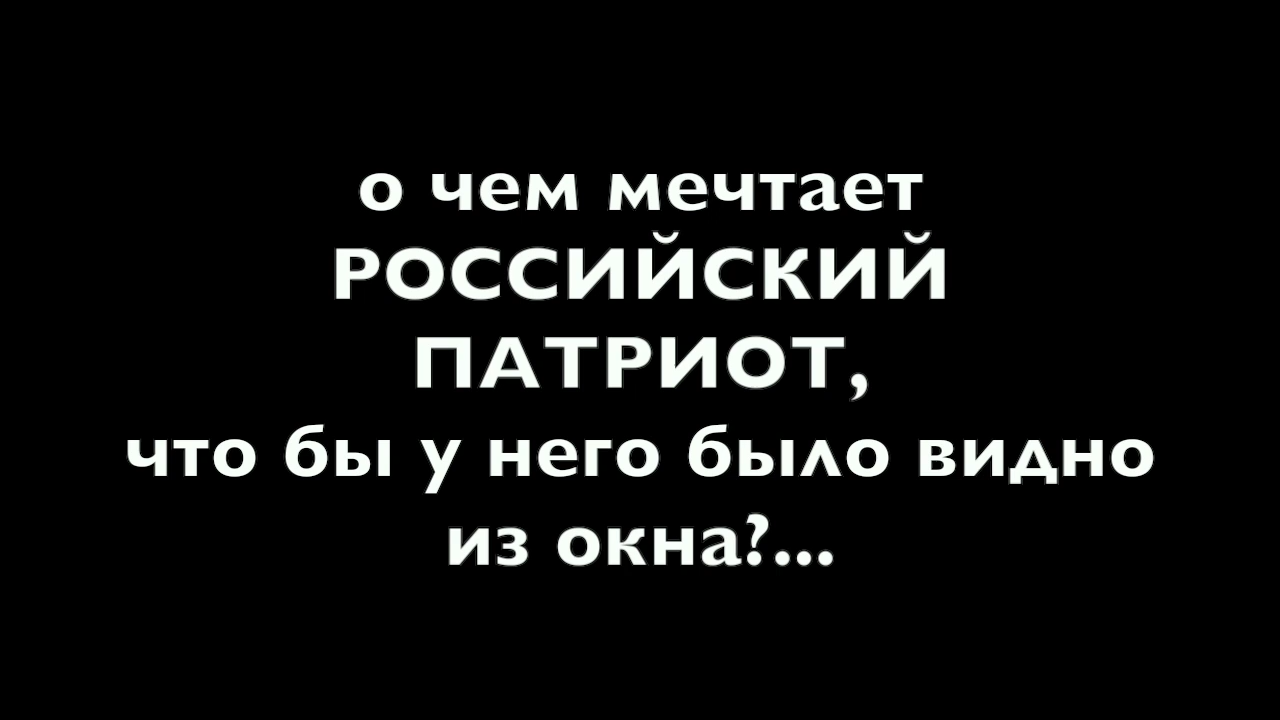 о чем мечтает
РОССИЙСКИЙ
ПАТРИОТ,
что бы у него было видно
из окна?...